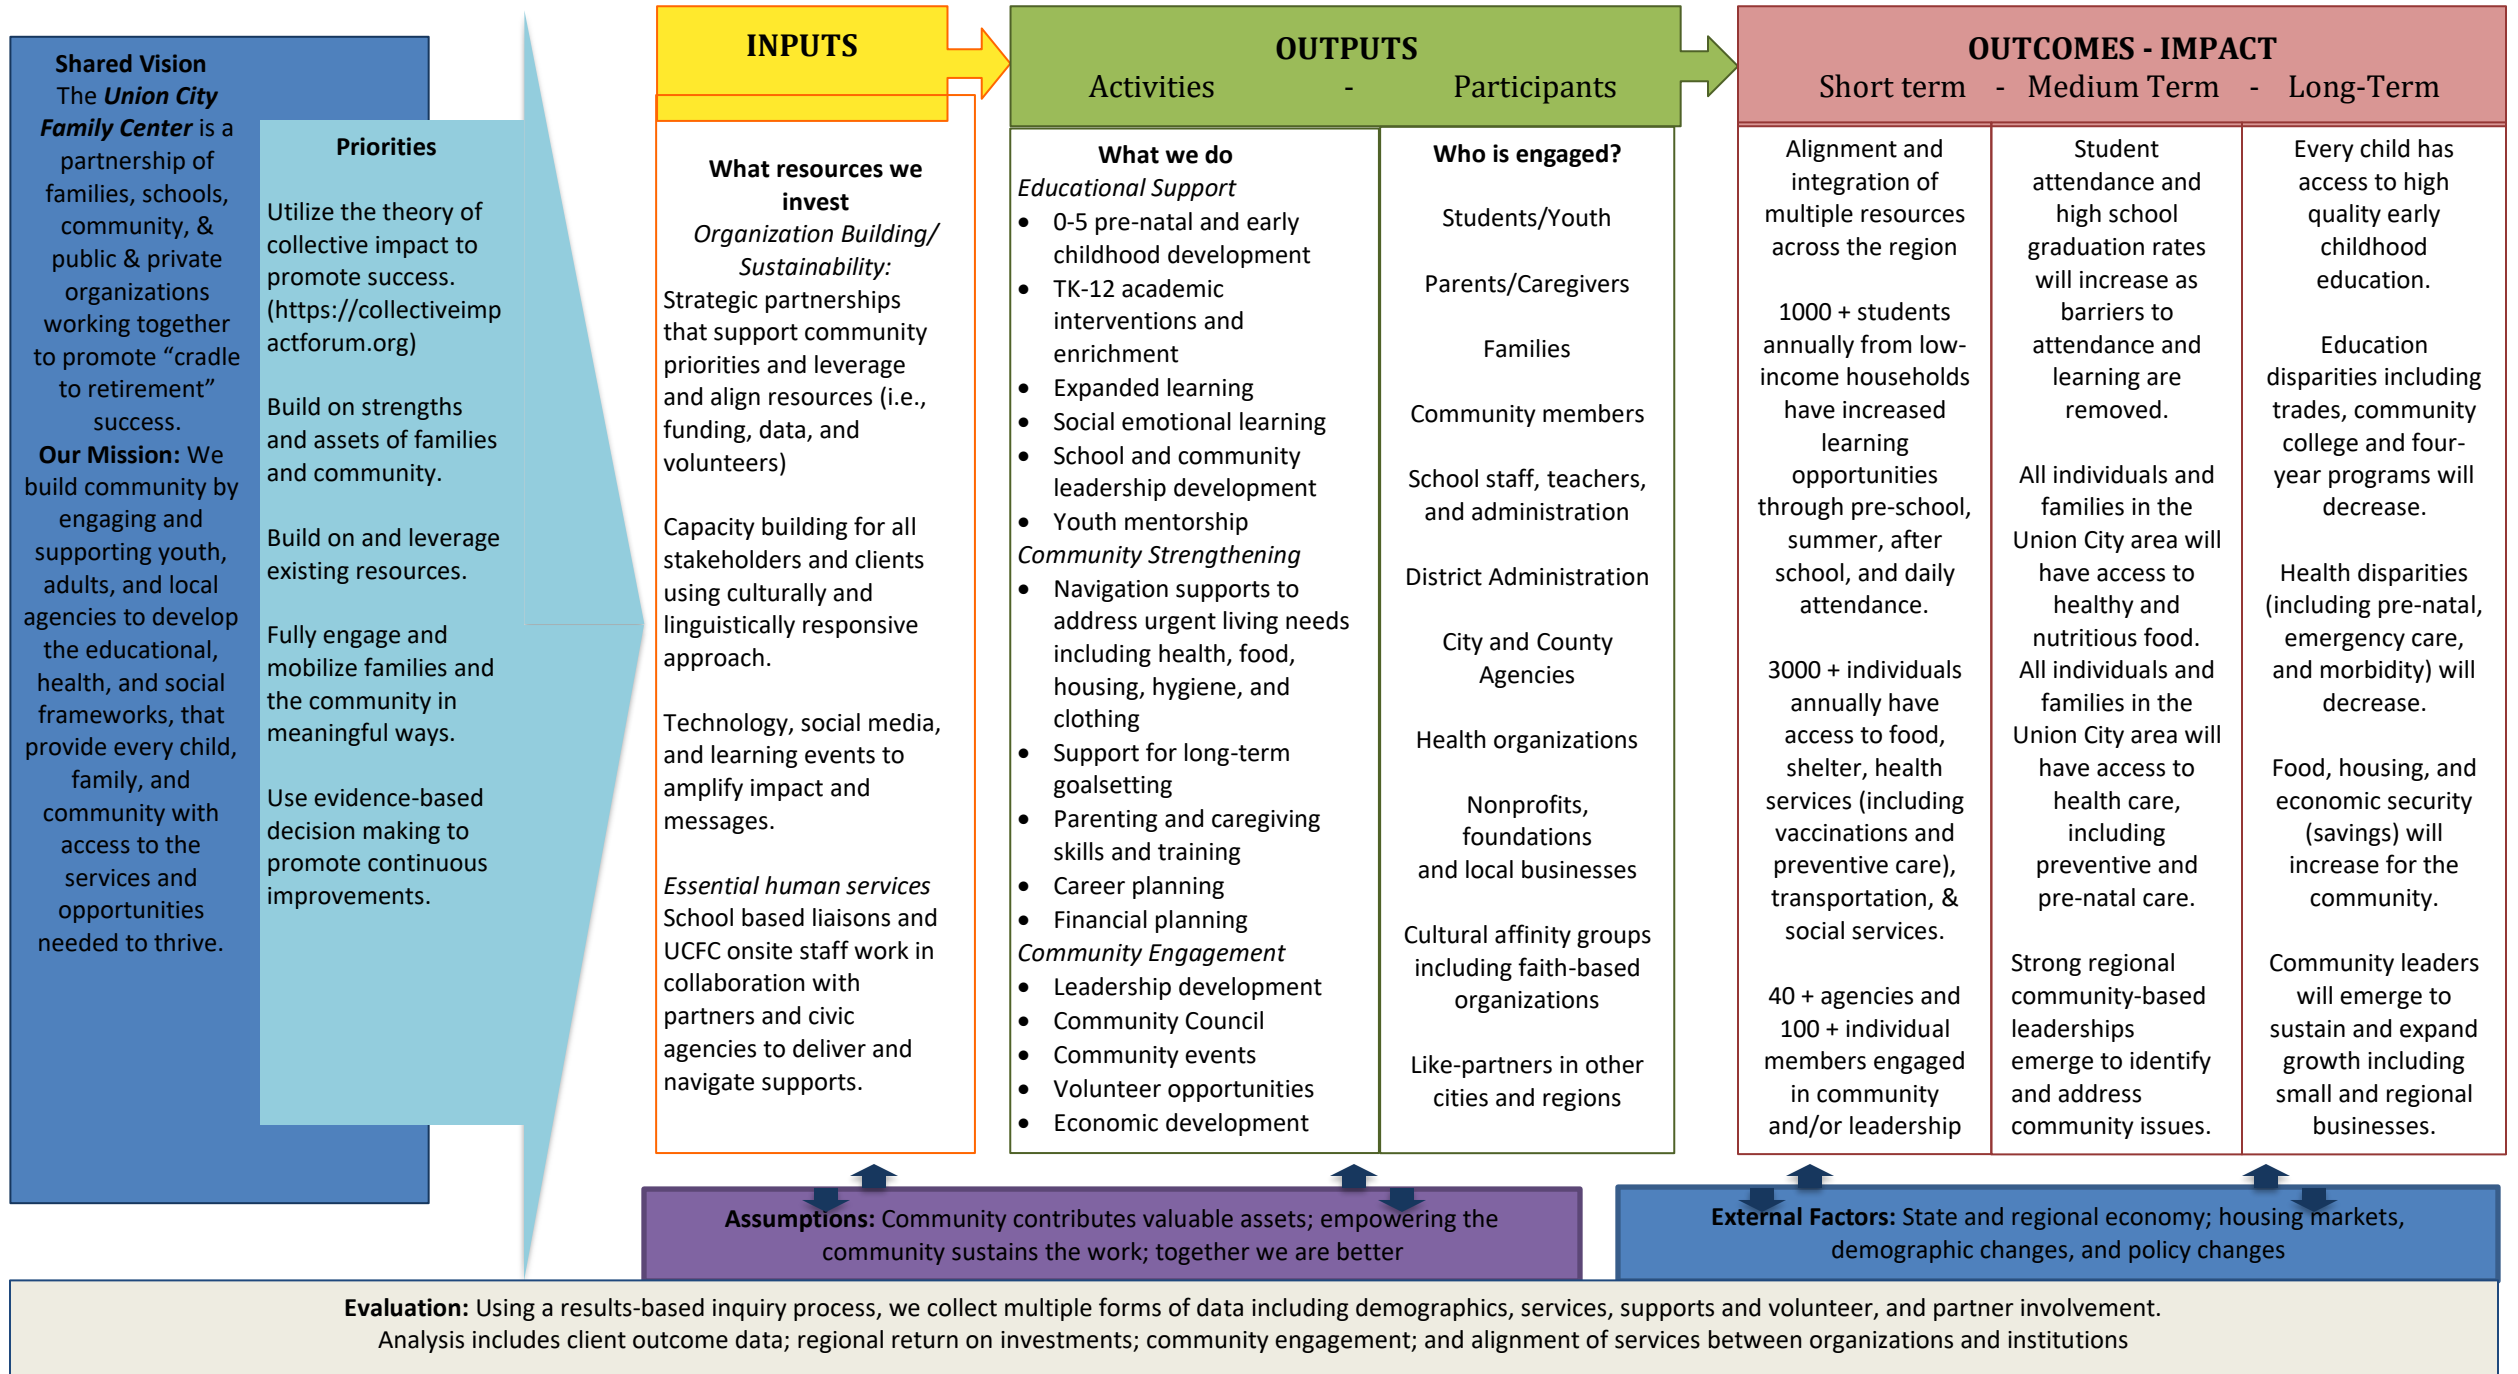 Shared Vision
The Union City
Family Center is a
partnership of
families, schools,
community, &
public & private
organizations
working together
to promote “cradle
to retirement”
success.
Our Mission: We
build community by
engaging and
supporting youth,
adults, and local
agencies to develop
the educational,
health, and social
frameworks, that
provide every child,
family, and
community with
access to the
services and
opportunities
needed to thrive.
Priorities
Utilize the theory of
collective impact to
promote success.
(https://collectiveimp
actforum.org)
Build on strengths
and assets of families
and community.
Build on and leverage
existing resources.
Fully engage and
mobilize families and
the community in
meaningful ways.
Use evidence-based
decision making to
promote continuous
improvements.
INPUTS
What resources we
invest
Organization Building/
Sustainability:
Strategic partnerships
that support community
priorities and leverage
and align resources (i.e.,
funding, data, and
volunteers)
Capacity building for all
stakeholders and clients
using culturally and
linguistically responsive
approach.
Technology, social media,
and learning events to
amplify impact and
messages.
Essential human services
School based liaisons and
UCFC onsite staff work in
collaboration with
partners and civic
agencies to deliver and
navigate supports.
OUTPUTS
Activities - Participants
What we do
Educational Support
• 0-5 pre-natal and early
childhood development
• TK-12 academic
interventions and
enrichment
• Expanded learning
• Social emotional learning
• School and community
leadership development
• Youth mentorship
Community Strengthening
• Navigation supports to
address urgent living needs
including health, food,
housing, hygiene, and
clothing
• Support for long-term
goalsetting
• Parenting and caregiving
skills and training
• Career planning
• Financial planning
Community Engagement
• Leadership development
• Community Council
• Community events
• Volunteer opportunities
• Economic development
Who is engaged?
Students/Youth
Parents/Caregivers
Families
Community members
School staff, teachers,
and administration
District Administration
City and County
Agencies
Health organizations
Nonprofits,
foundations
and local businesses
Cultural affinity groups
including faith-based
organizations
Like-partners in other
cities and regions
OUTCOMES - IMPACT
Short term - Medium Term - Long-Term
Alignment and
integration of
multiple resources
across the region
1000 + students
annually from low-
income households
have increased
learning
opportunities
through pre-school,
summer, after
school, and daily
attendance.
3000 + individuals
annually have
access to food,
shelter, health
services (including
vaccinations and
preventive care),
transportation, &
social services.
40 + agencies and
100 + individual
members engaged
in community
and/or leadership
Student
attendance and
high school
graduation rates
will increase as
barriers to
attendance and
learning are
removed.
All individuals and
families in the
Union City area will
have access to
healthy and
nutritious food.
All individuals and
families in the
Union City area will
have access to
health care,
including
preventive and
pre-natal care.
Strong regional
community-based
leaderships
emerge to identify
and address
community issues.
Every child has
access to high
quality early
childhood
education.
Education
disparities including
trades, community
college and four-
year programs will
decrease.
Health disparities
(including pre-natal,
emergency care,
and morbidity) will
decrease.
Food, housing, and
economic security
(savings) will
increase for the
community.
Community leaders
will emerge to
sustain and expand
growth including
small and regional
businesses.
Assumptions: Community contributes valuable assets; empowering the
community sustains the work; together we are better
External Factors: State and regional economy; housing markets,
demographic changes, and policy changes
Evaluation: Using a results-based inquiry process, we collect multiple forms of data including demographics, services, supports and volunteer, and partner involvement.
Analysis includes client outcome data; regional return on investments; community engagement; and alignment of services between organizations and institutions